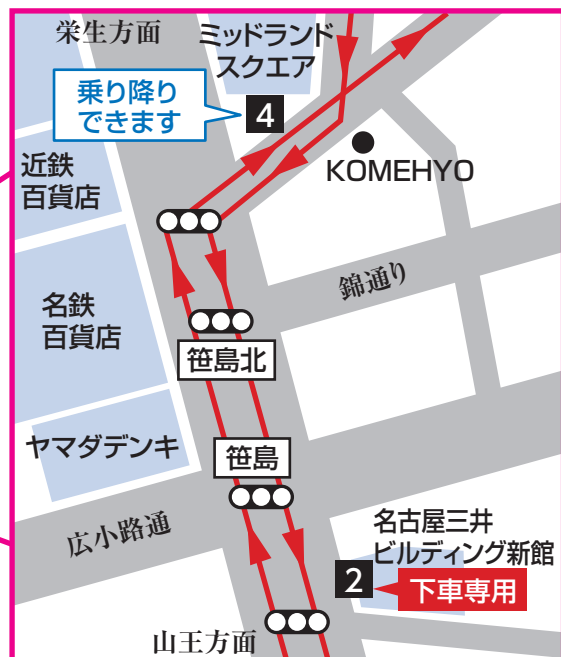 栄生方面
ミッドランド
スクエア
乗り降り
できます
4
KOMEHYO
近鉄
百貨店
錦通り
名鉄
百貨店
笹島北
ヤマダデンキ
笹島
広小路通
名古屋三井
ビルディング新館
2
下車専用
山王方面